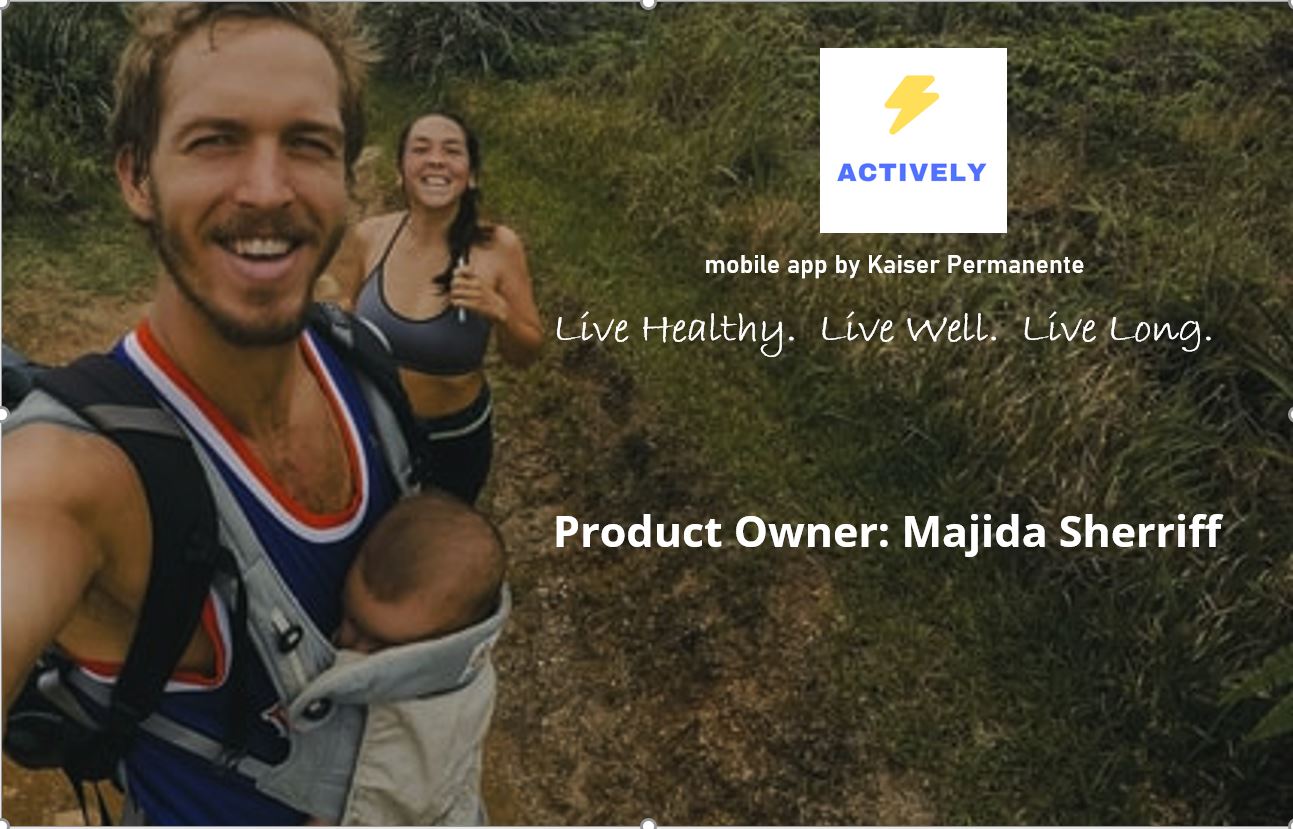 ACTIVELY
mobile app by Kaiser Permanente
Live Healthy.  Live Well.  Live Long.
Product Owner: Majida Sherriff